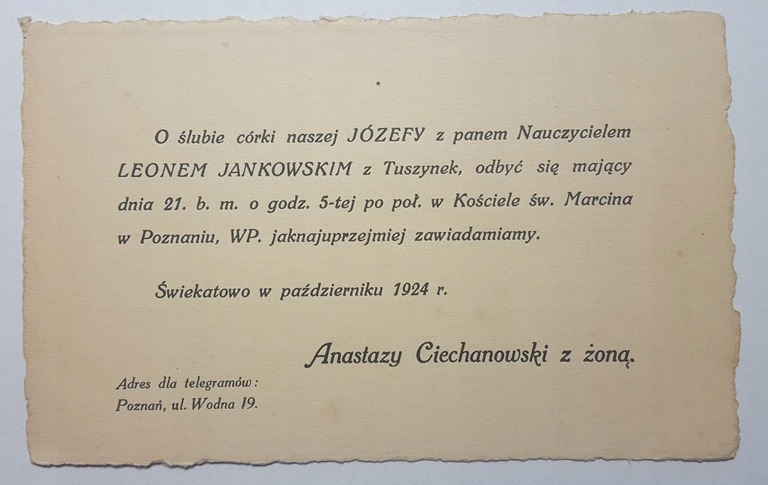 O ślubie córki naszej JÓZEFY z panem Nauczycielem
LEONEM JANKOWSKIM z Tuszynek, odbyć się mający
dnia 21. b. m. o godz. 5-tej po poł. w Kościele św. Marcina
w Poznaniu, WP. jaknajuprzejmiej zawiadamiamy.
Świekatowo w październiku 1924 r.
Anastazy Ciechanowski z żoną.
Adres dla telegramów:
Poznań, ul. Wodna 19.